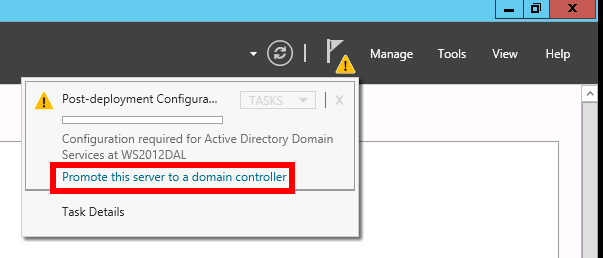 Manage Tools View Help
Post-deployment Configura... TASKS X
Configuration required for Active Directory Domain
Services at WS2012DAL
Promote this server to a domain controller
Task Details